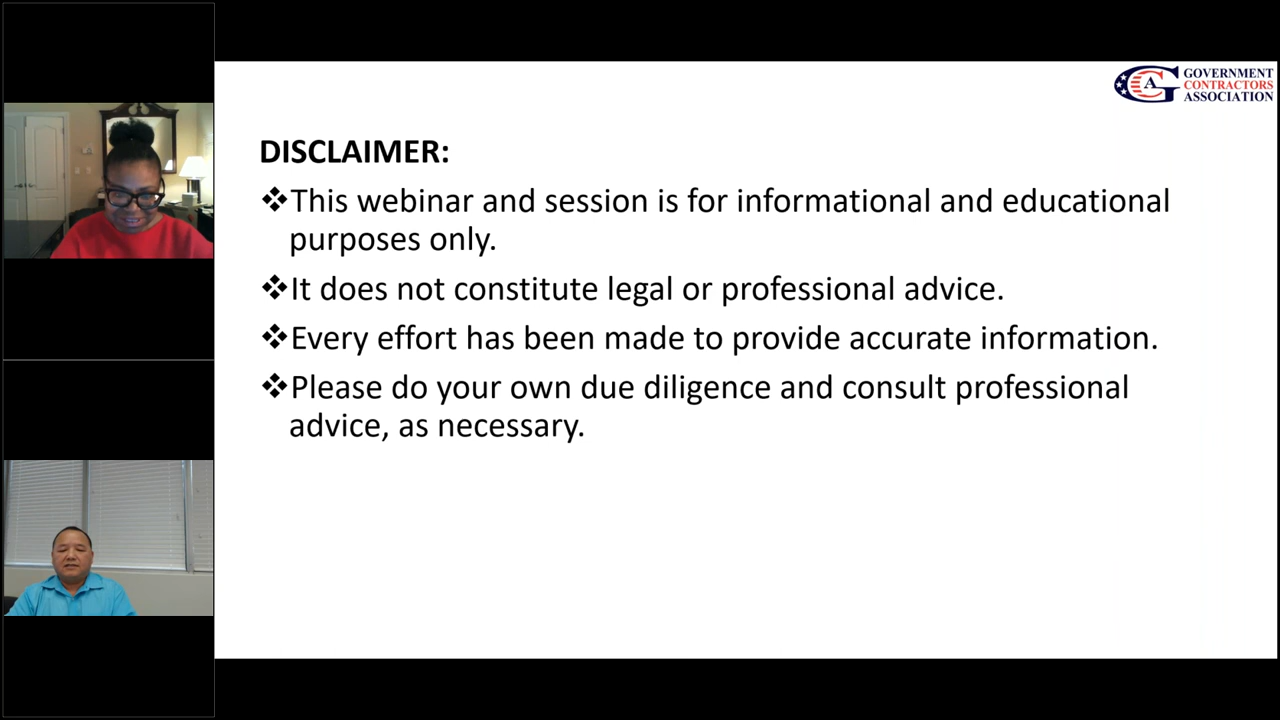 GOVERNMENT
CONTRACTORS
ASSOCIATION
DISCLAIMER:
❖This webinar and session is for informational and educational
purposes only.
❖It does not constitute legal or professional advice.
❖Every effort has been made to provide accurate information.
❖Please do your own due diligence and consult professional
advice, as necessary.